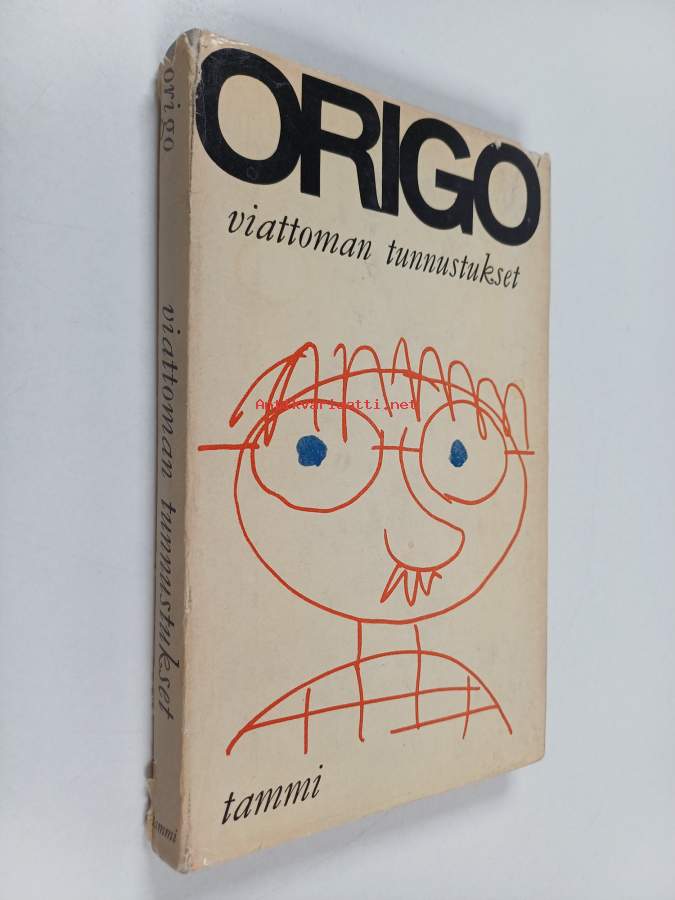 ORIGO
viattoman tunnustukset
Antikvariaatti.net
tammi
origo
viattoman tunnustukset
tammi